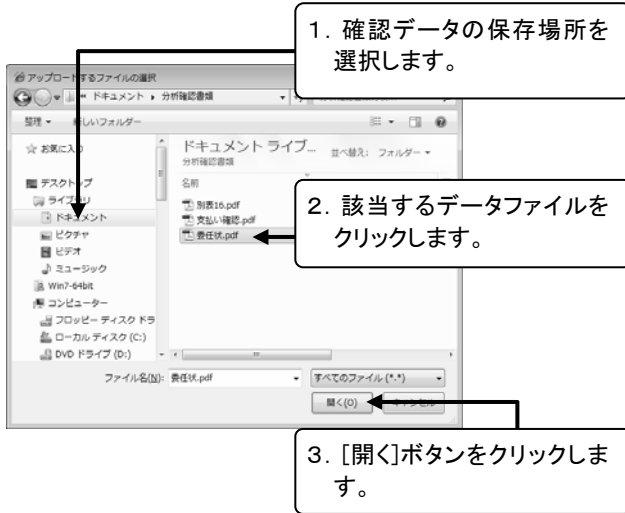 1．確認データの保存場所を
選択します。
アップロードするファイルの選択
ドキュメント ▸ 分析確認書類
整理 ▾
新しいフォルダー
お気に入り
デスクトップ
ライブラリ
ドキュメント
ピクチャ
ビデオ
ミュージック
Win7-64bit
コンピューター
フロッピー ディスク ドラ
ローカル ディスク (C:)
DVD ドライブ (D:)
ドキュメント ライブ...
分析確認書類
並べ替え: フォルダー ▾
名前
別表16.pdf
支払い確認.pdf
委任状.pdf
2．該当するデータファイルを
クリックします。
ファイル名(N): 委任状.pdf
すべてのファイル (*.*)
開く(O)
キャンセル
3．[開く]ボタンをクリックしま
す。